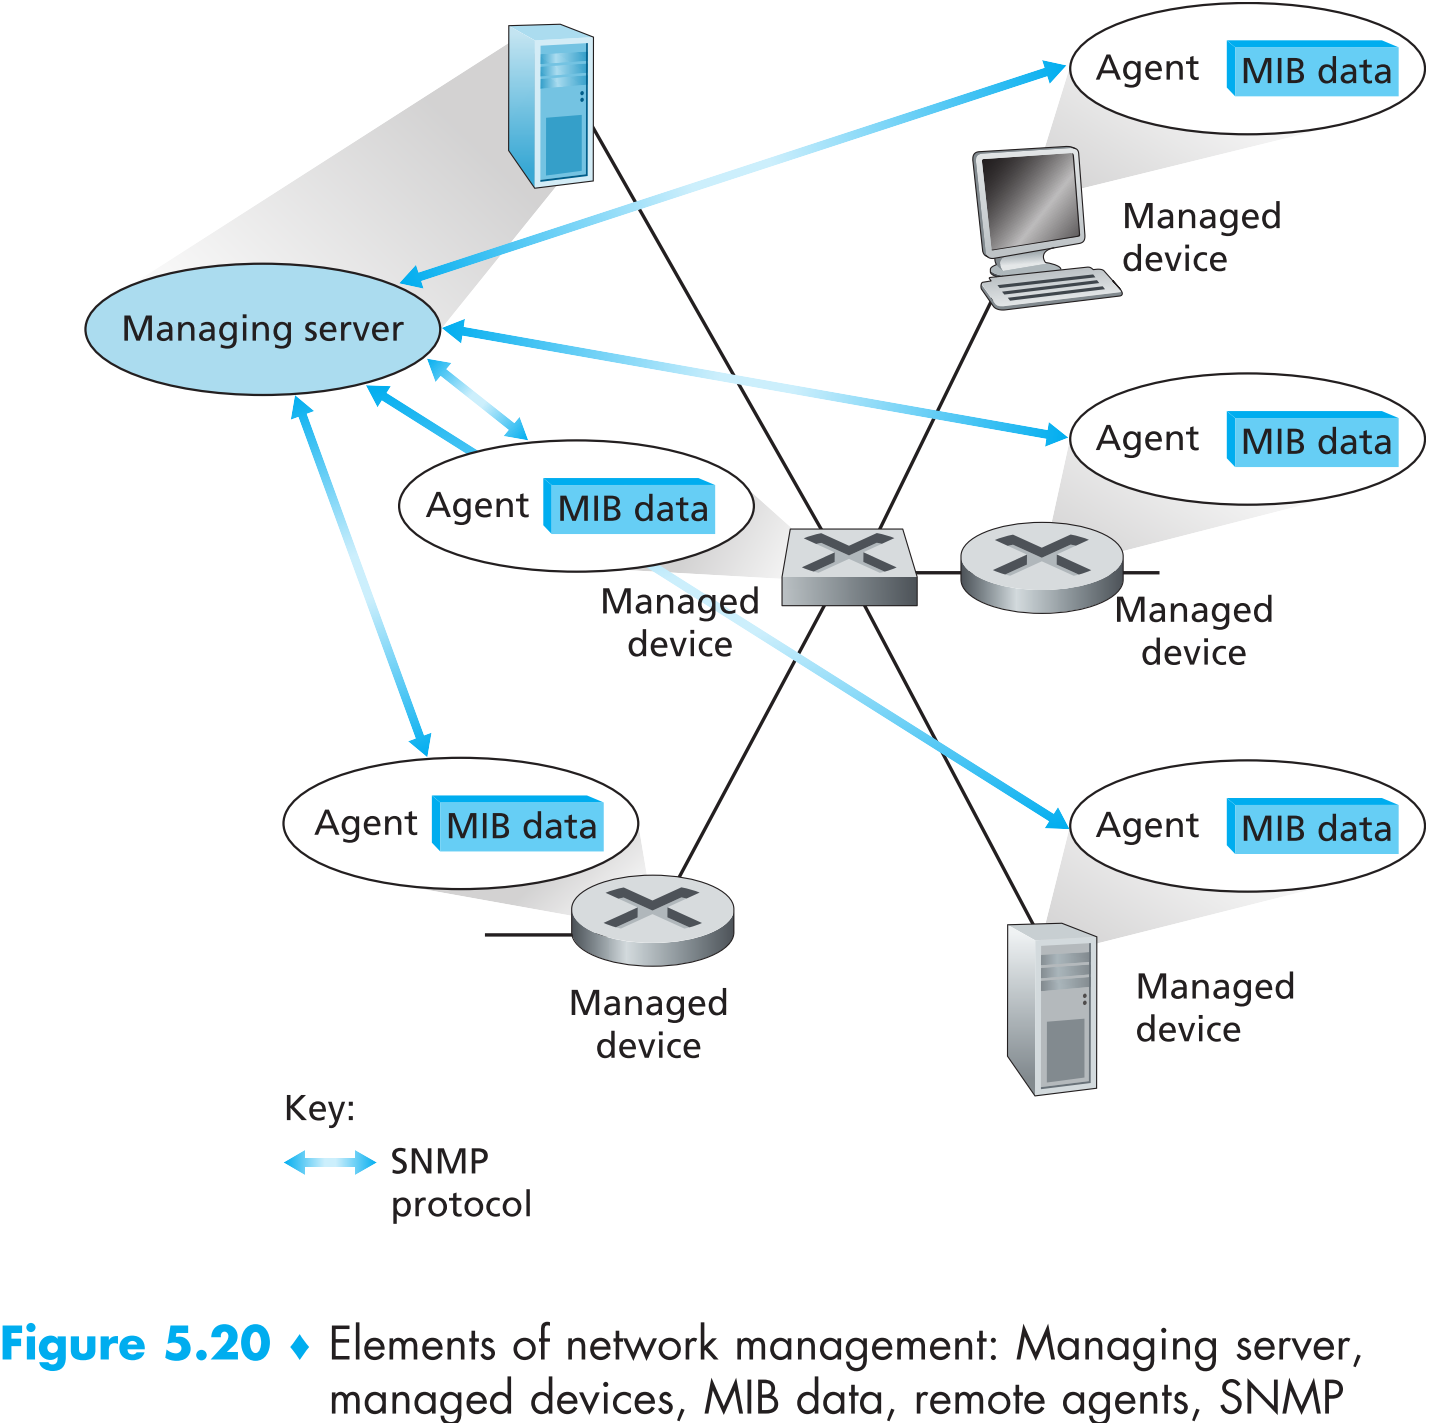 Agent MIB data
Managed
device
Managing server
Agent MIB data
Agent MIB data
Managed
device
Managed
device
Agent MIB data
Agent MIB data
Managed
device
Managed
device
Key:
SNMP
protocol
Figure 5.20 ♦ Elements of network management: Managing server,
managed devices, MIB data, remote agents, SNMP